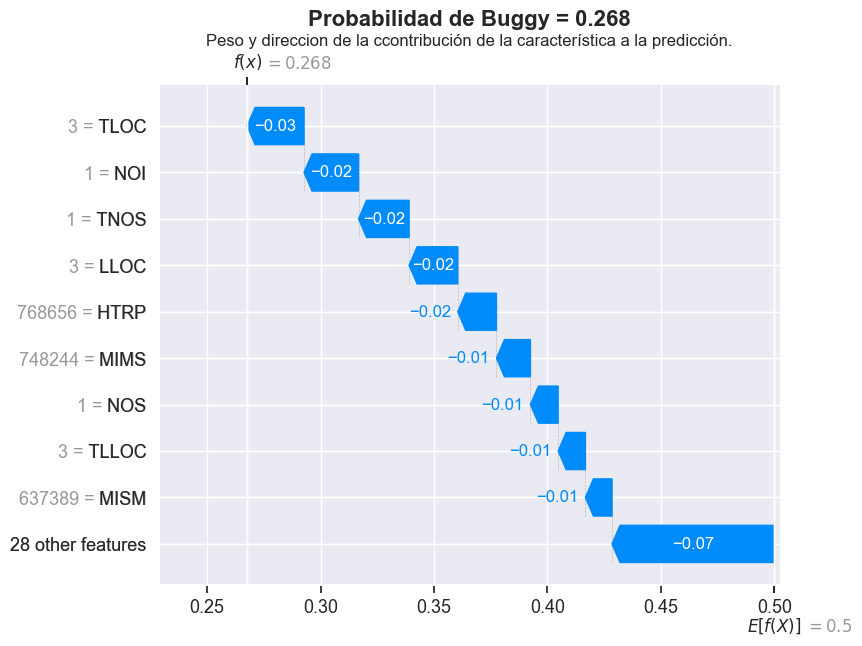 Probabilidad de Buggy = 0.268
Peso y direccion de la ccontribución de la característica a la predicción.
f(x) = 0.268
3 = TLOC −0.03
1 = NOI −0.02
1 = TNOS −0.02
3 = LLOC −0.02
768656 = HTRP −0.02
748244 = MIMS −0.01
1 = NOS −0.01
3 = TLLOC −0.01
637389 = MISM −0.01
28 other features −0.07
0.25 0.30 0.35 0.40 0.45 0.50
E[f(X)] = 0.5